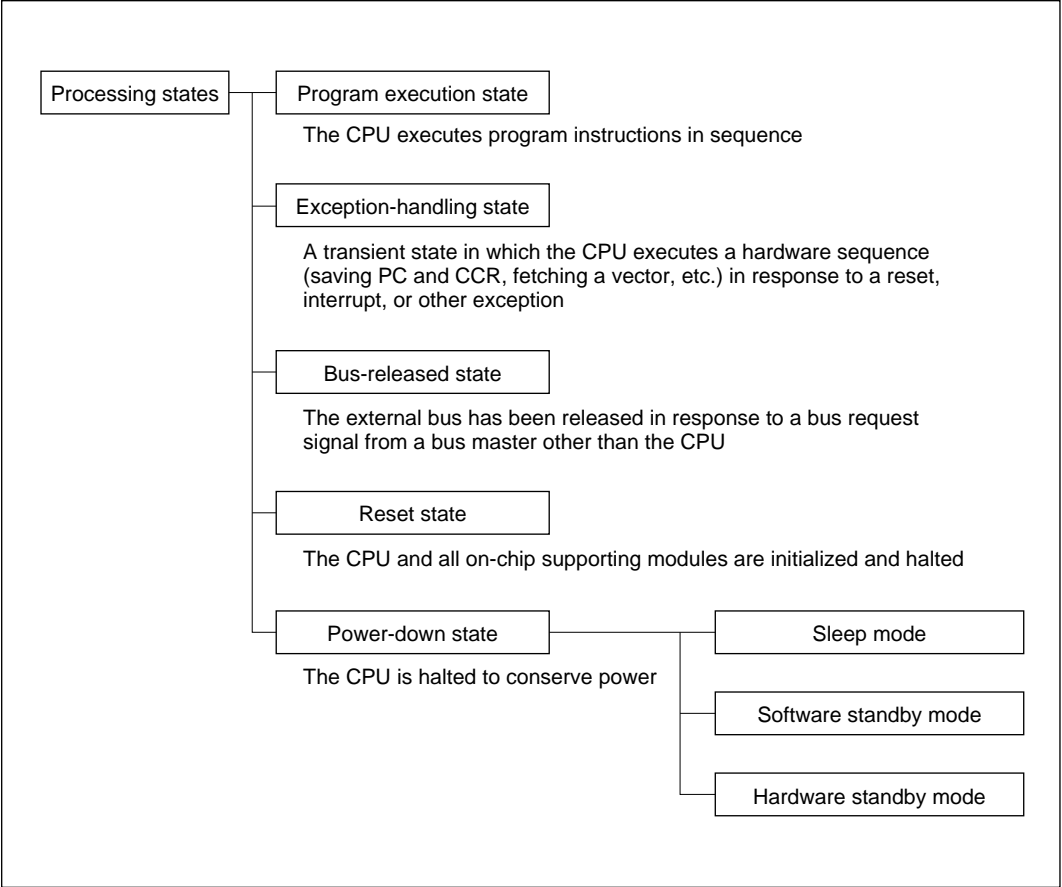 Processing states
Program execution state
The CPU executes program instructions in sequence
Exception-handling state
A transient state in which the CPU executes a hardware sequence
(saving PC and CCR, fetching a vector, etc.) in response to a reset,
interrupt, or other exception
Bus-released state
The external bus has been released in response to a bus request
signal from a bus master other than the CPU
Reset state
The CPU and all on-chip supporting modules are initialized and halted
Power-down state
The CPU is halted to conserve power
Sleep mode
Software standby mode
Hardware standby mode